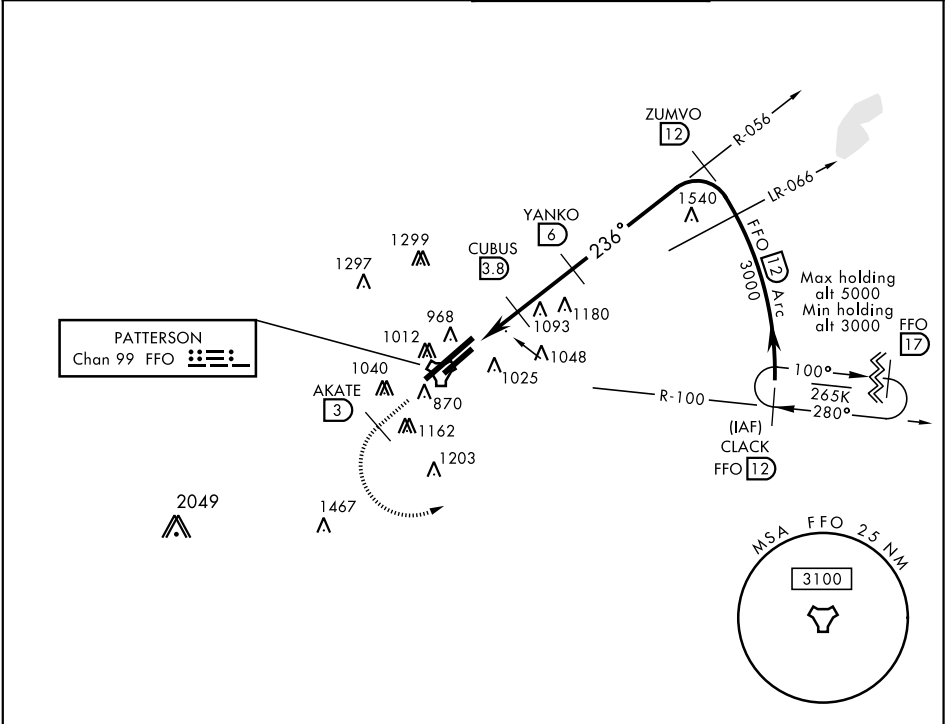 ZUMVO
12
R-056
LR-066
1540
YANKO
6
236°
CUBUS
3.8
FFO 12 Arc
3000
1299
1297
Max holding
alt 5000
Min holding
alt 3000
FFO
17
1093
1180
968
1012
1048
1025
PATTERSON
Chan 99 FFO
1040
870
AKATE
3
1162
1203
R-100
100°
265K
280°
(IAF)
CLACK
FFO 12
2049
1467
MSA FFO 25 NM
3100